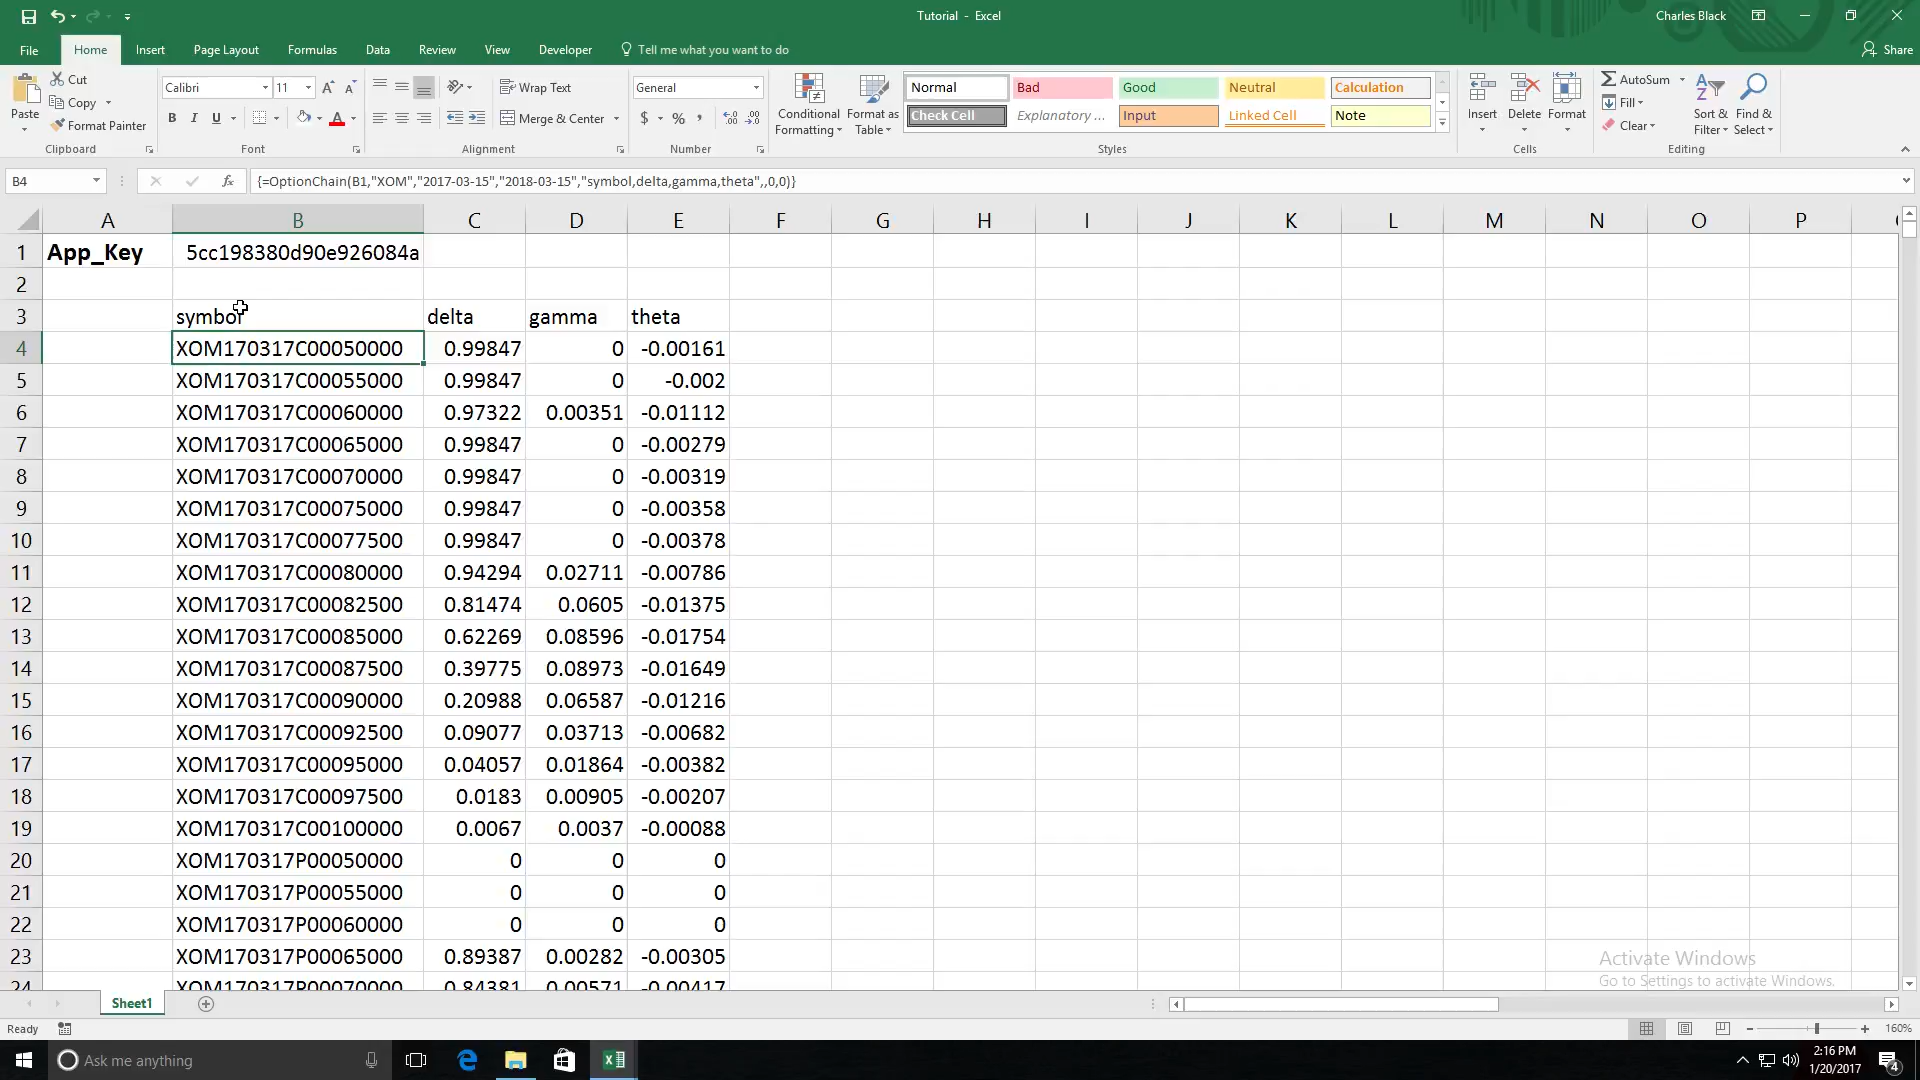 Tutorial - Excel
Charles Black
File Home Insert Page Layout Formulas Data Review View Developer Tell me what you want to do Share
Paste
Cut
Copy
Format Painter
Calibri 11
B I U A
Wrap Text
Merge & Center
General
$ % ,
Conditional Formatting
Format as Table
Normal Bad Good Neutral Calculation
Check Cell Explanatory ... Input Linked Cell Note
Insert Delete Format
AutoSum
Fill
Clear
Sort & Filter
Find & Select
Clipboard Font Alignment Number Styles Cells Editing
B4 fx {=OptionChain(B1,"XOM","2017-03-15","2018-03-15","symbol,delta,gamma,theta",,0,0)}
A B C D E F G H I J K L M N O P
1 App_Key 5cc198380d90e926084a
2
3 symbol delta gamma theta
4 XOM170317C00050000 0.99847 0 -0.00161
5 XOM170317C00055000 0.99847 0 -0.002
6 XOM170317C00060000 0.97322 0.00351 -0.01112
7 XOM170317C00065000 0.99847 0 -0.00279
8 XOM170317C00070000 0.99847 0 -0.00319
9 XOM170317C00075000 0.99847 0 -0.00358
10 XOM170317C00077500 0.99847 0 -0.00378
11 XOM170317C00080000 0.94294 0.02711 -0.00786
12 XOM170317C00082500 0.81474 0.0605 -0.01375
13 XOM170317C00085000 0.62269 0.08596 -0.01754
14 XOM170317C00087500 0.39775 0.08973 -0.01649
15 XOM170317C00090000 0.20988 0.06587 -0.01216
16 XOM170317C00092500 0.09077 0.03713 -0.00682
17 XOM170317C00095000 0.04057 0.01864 -0.00382
18 XOM170317C00097500 0.0183 0.00905 -0.00207
19 XOM170317C00100000 0.0067 0.0037 -0.00088
20 XOM170317P00050000 0 0 0
21 XOM170317P00055000 0 0 0
22 XOM170317P00060000 0 0 0
23 XOM170317P00065000 0.89387 0.00282 -0.00305
24 XOM170317P00070000 0.84381 0.00571 -0.00417
Activate Windows
Go to Settings to activate Windows.
Sheet1
Ready
160%
Ask me anything
2:16 PM
1/20/2017
4